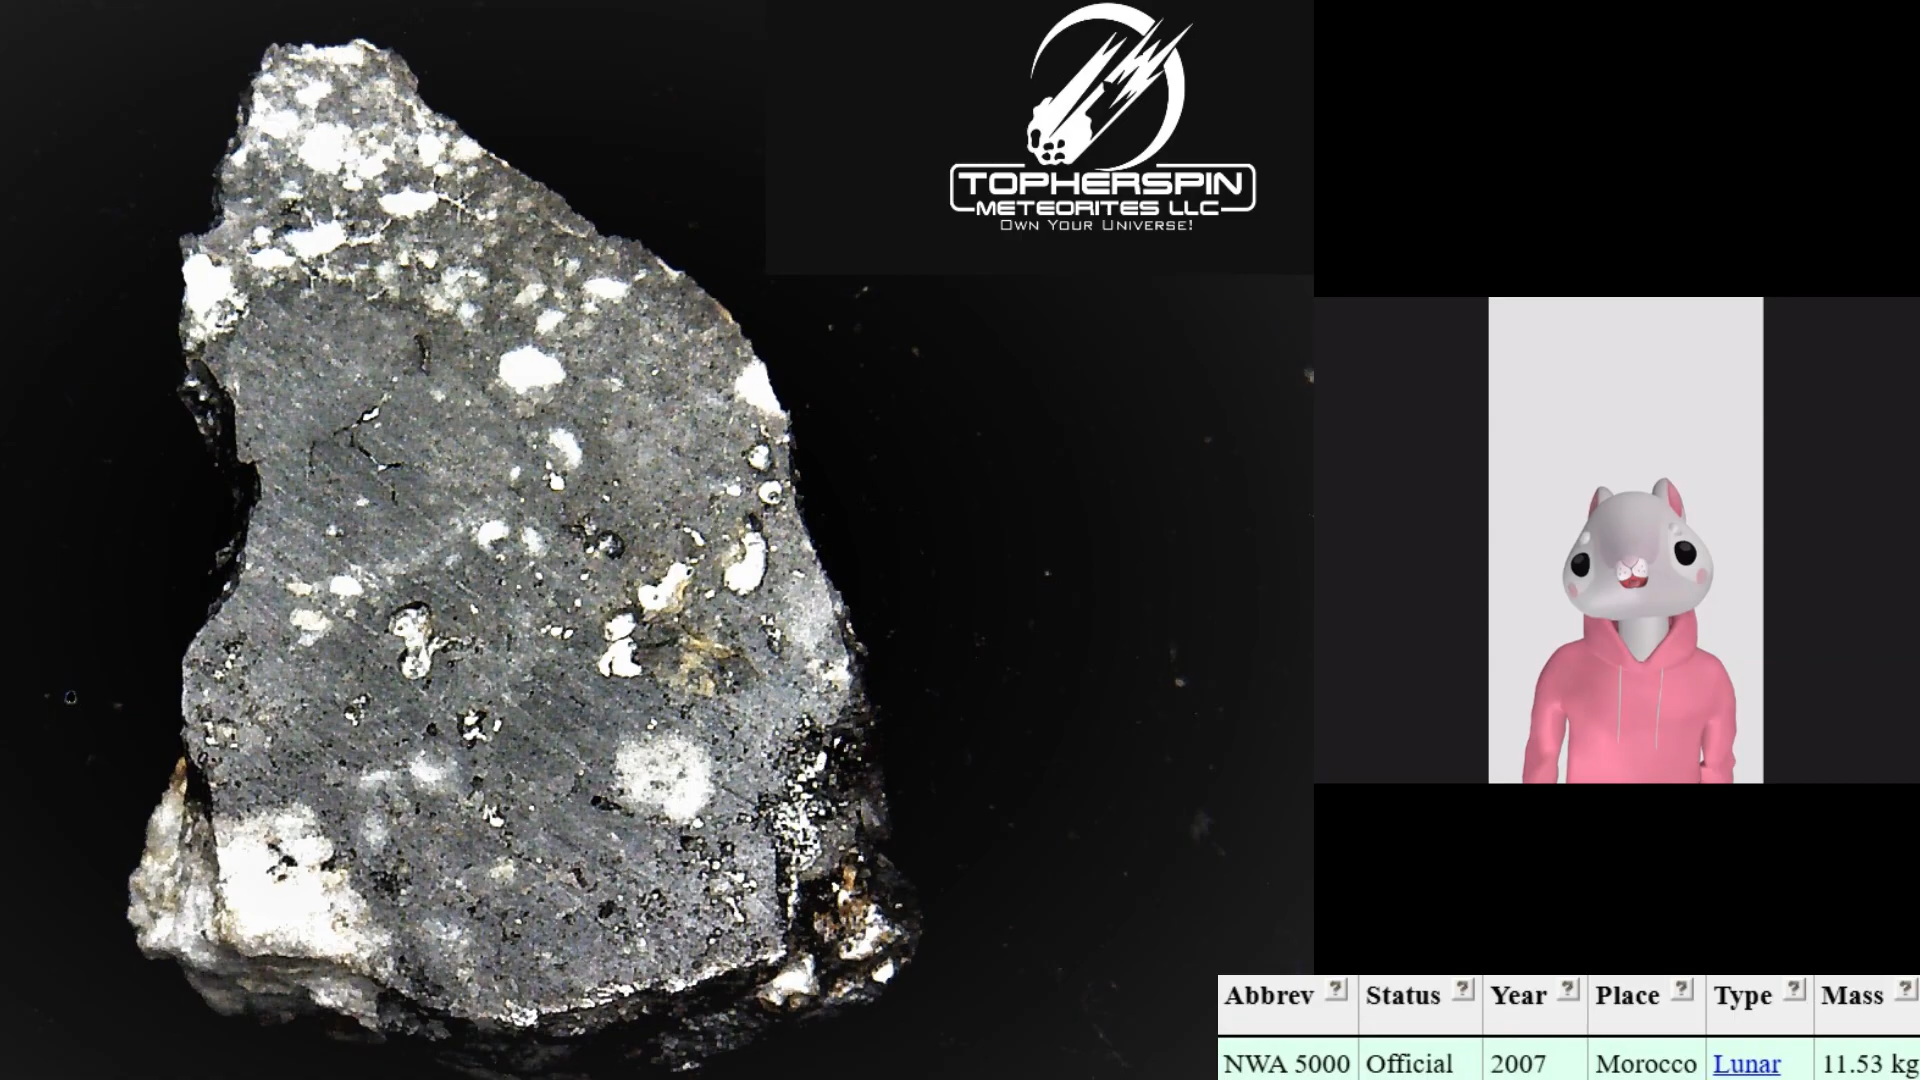 TOPHERSPIN
METEORITES LLC
OWN YOUR UNIVERSE!
Abbrev ? Status ? Year ? Place ? Type ? Mass ?
NWA 5000 Official 2007 Morocco Lunar 11.53 kg